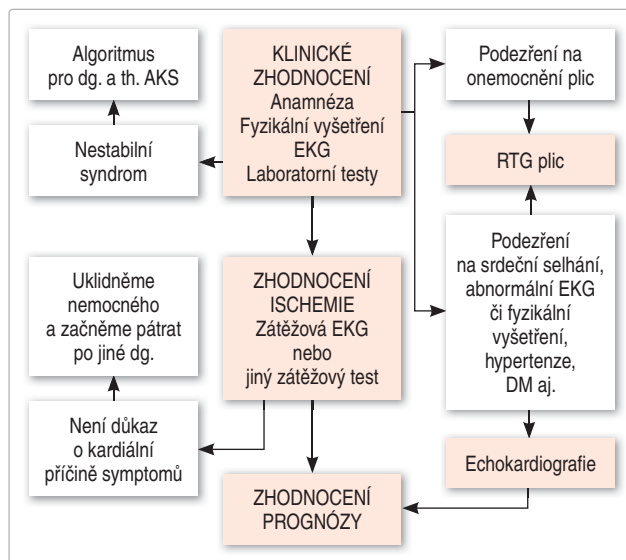 Algoritmus
pro dg. a th. AKS
Nestabilní
syndrom
KLINICKÉ
ZHODNOCENÍ
Anamnéza
Fyzikální vyšetření
EKG
Laboratorní testy
Podezření na
onemocnění plic
RTG plic
Podezření
na srdeční selhání,
abnormální EKG
či fyzikální
vyšetření,
hypertenze,
DM aj.
Uklidněme
nemocného
a začněme pátrat
po jiné dg.
Není důkaz
o kardiální
příčině symptomů
ZHODNOCENÍ
ISCHEMIE
Zátěžová EKG
nebo
jiný zátěžový test
Echokardiografie
ZHODNOCENÍ
PROGNÓZY